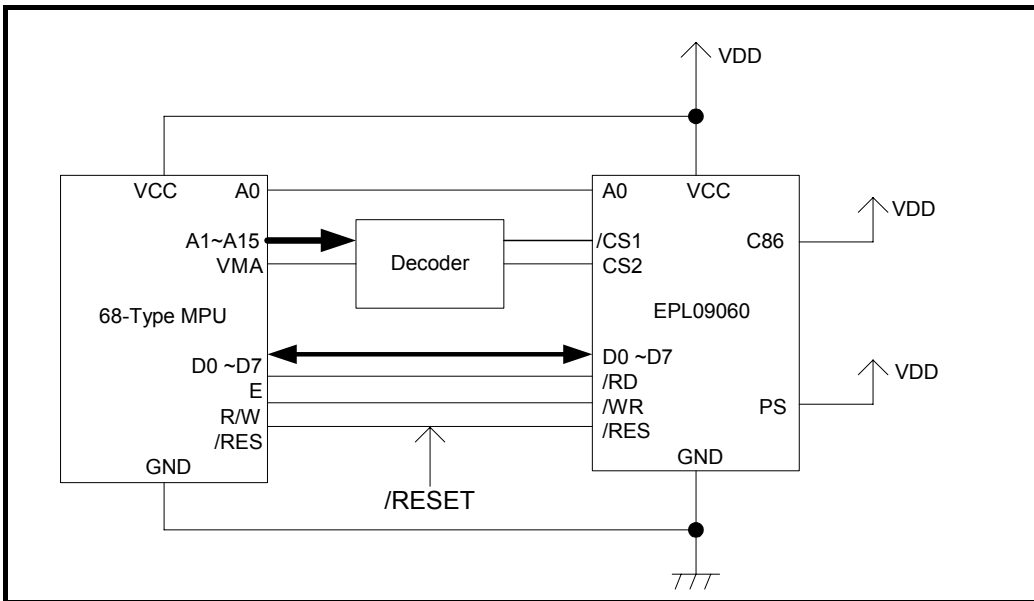 VDD
VCC
A0
A0
VCC
VDD
A1~A15
/CS1
C86
VMA
Decoder
CS2
68-Type MPU
EPL09060
D0 ~D7
D0 ~D7
VDD
E
/RD
R/W
/WR
PS
/RES
/RES
GND
GND
/RESET